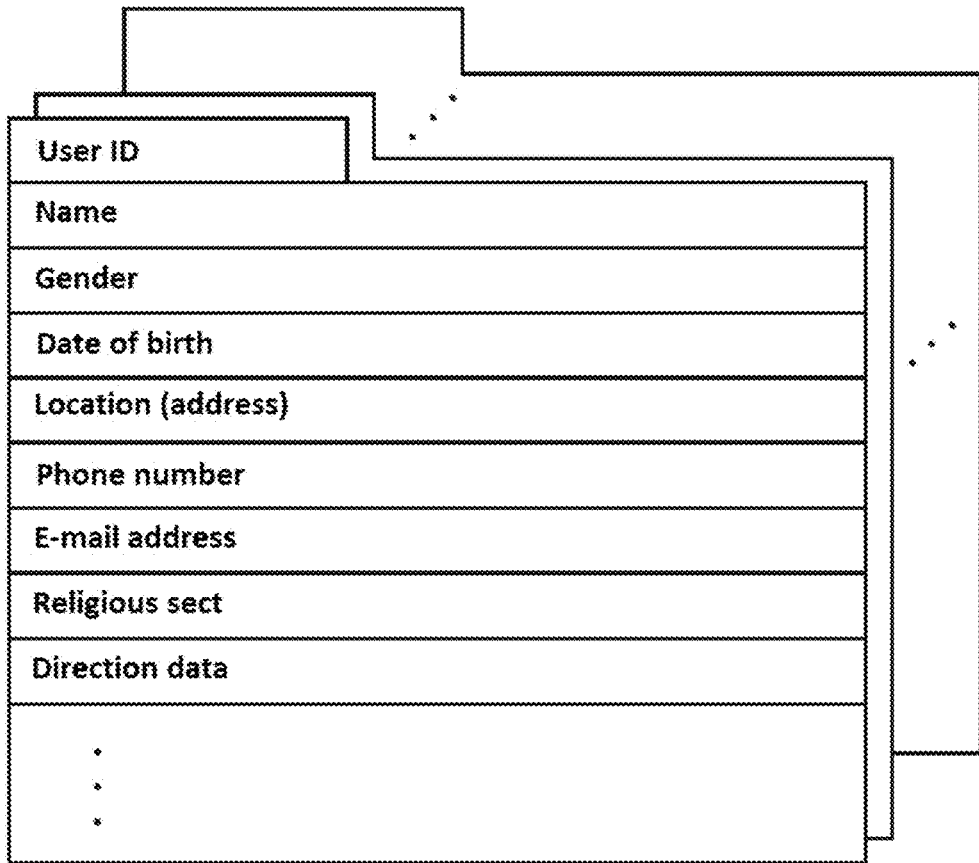 User ID
Name
Gender
Date of birth
Location (address)
Phone number
E-mail address
Religious sect
Direction data